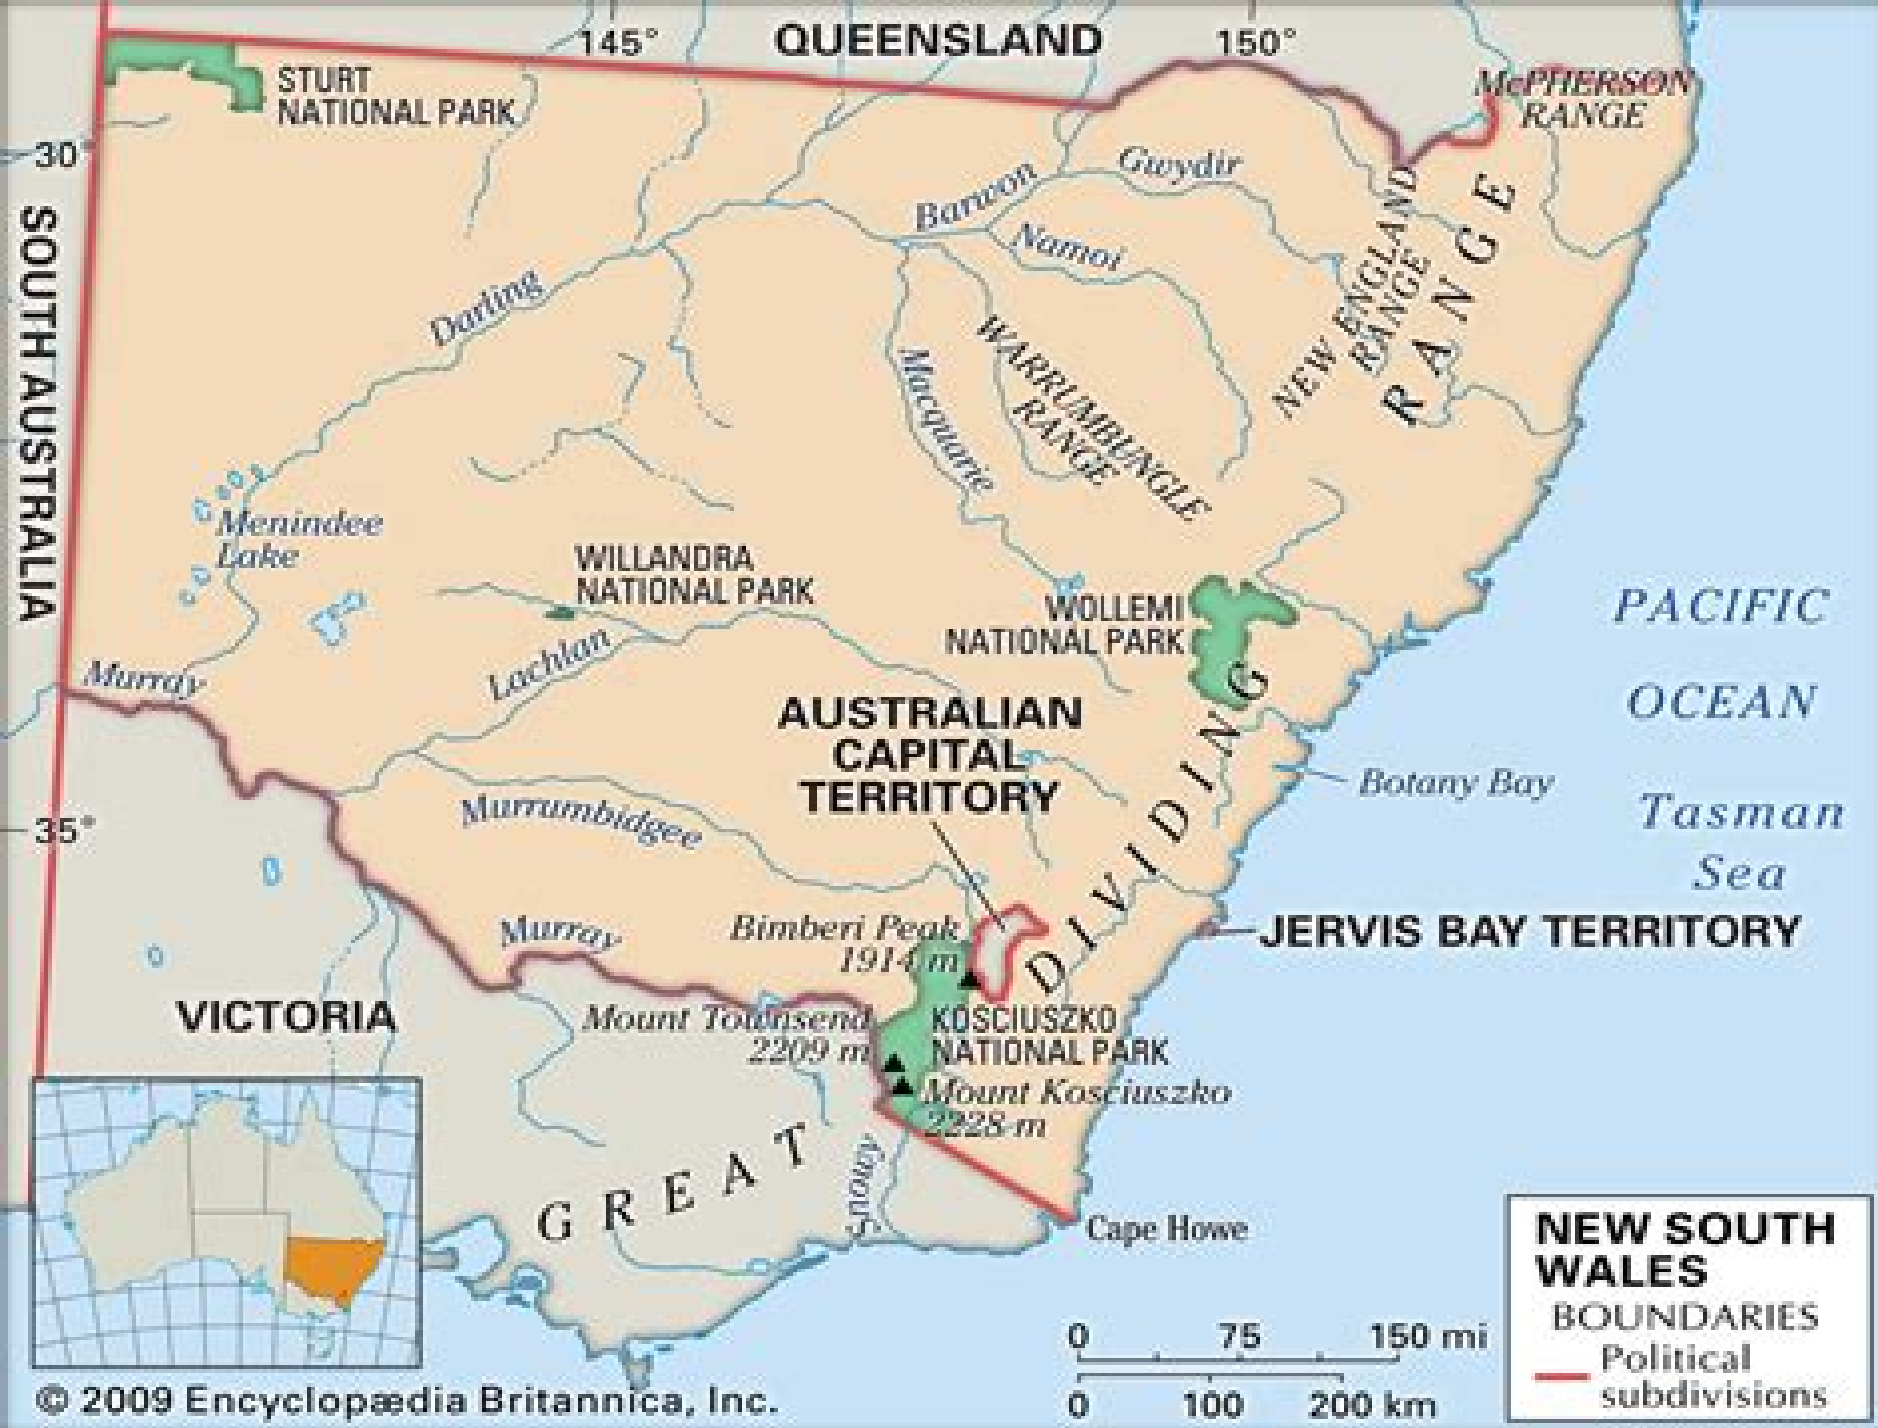 145°
QUEENSLAND
150°
STURT
NATIONAL PARK
McPHERSON
RANGE
30°
SOUTH AUSTRALIA
Gwydir
Barwon
Namoi
NEW ENGLAND
RANGE
RANGE
Darling
Macquarie
WARRUMBUNGLE
RANGE
Menindee
Lake
WILLANDRA
NATIONAL PARK
WOLLEMI
NATIONAL PARK
PACIFIC
OCEAN
Lachlan
Murray
AUSTRALIAN
CAPITAL
TERRITORY
DIVIDING
Botany Bay
Tasman
Sea
35°
Murrumbidgee
Murray
Bimberi Peak
1914 m
JERVIS BAY TERRITORY
VICTORIA
Mount Townsend
2209 m
KOSCIUSZKO
NATIONAL PARK
Mount Kosciuszko
2228 m
GREAT
Snowy
Cape Howe
NEW SOUTH
WALES
BOUNDARIES
Political
subdivisions
0 75 150 mi
0 100 200 km
© 2009 Encyclopædia Britannica, Inc.